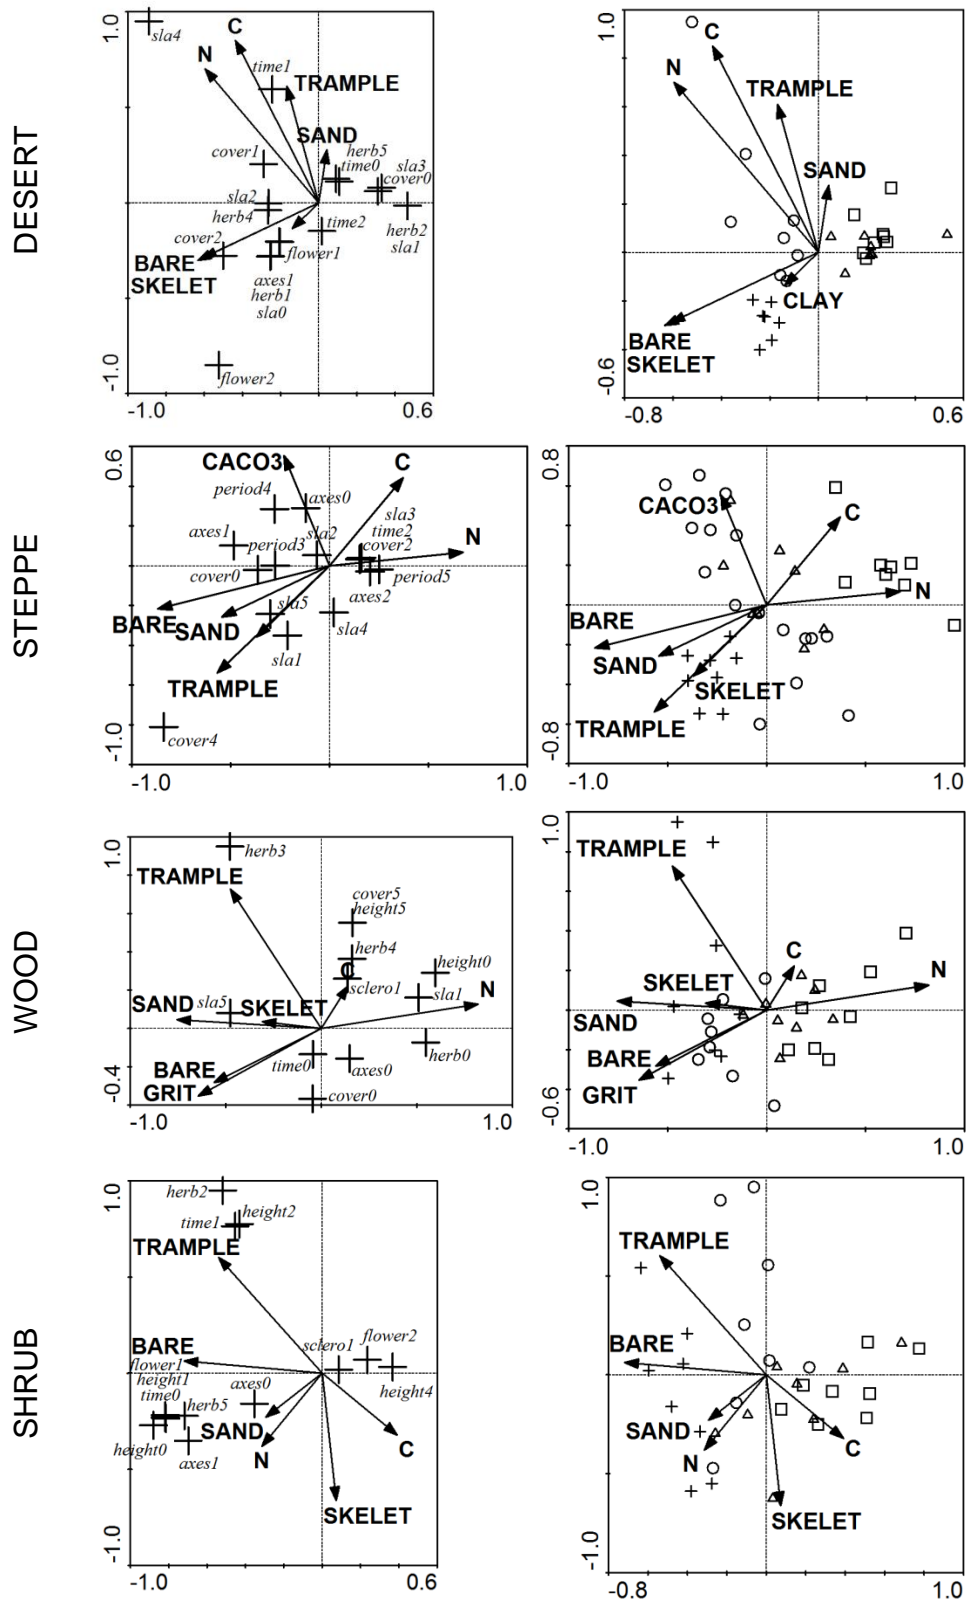 DESERT
1.0
-1.0
-1.0
0.6
sla4
C
N
time1
TRAMPLE
SAND
cover1
herb5
time0
sla3
cover0
sla2
herb4
herb2
sla1
time2
cover2
flower1
BARE
SKELET
axes1
herb1
sla0
flower2
1.0
-0.6
-0.8
0.6
C
N
TRAMPLE
SAND
CLAY
BARE
SKELET
STEPPE
0.6
-1.0
-1.0
1.0
CACO3
C
period4
axes0
sla3
axes1
sla2
time2
cover2
N
period3
cover0
period5
axes2
BARE
SAND
sla5
sla4
sla1
TRAMPLE
cover4
0.8
-0.8
-1.0
1.0
CACO3
C
N
BARE
SAND
SKELET
TRAMPLE
WOOD
1.0
-0.4
-1.0
1.0
herb3
TRAMPLE
cover5
height5
herb4
C
height0
sclero1
N
SAND
sla5
SKELET
sla1
time0
axes0
herb0
BARE
GRIT
cover0
1.0
-0.6
-1.0
1.0
TRAMPLE
C
N
SKELET
SAND
BARE
GRIT
SHRUB
1.0
-1.0
-1.0
0.6
herb2
time1
height2
TRAMPLE
BARE
sclero1
flower2
flower1
height1
height4
time0
axes0
herb5
height0
SAND
axes1
N
C
SKELET
1.0
-1.0
-0.8
1.0
TRAMPLE
BARE
SAND
N
C
SKELET